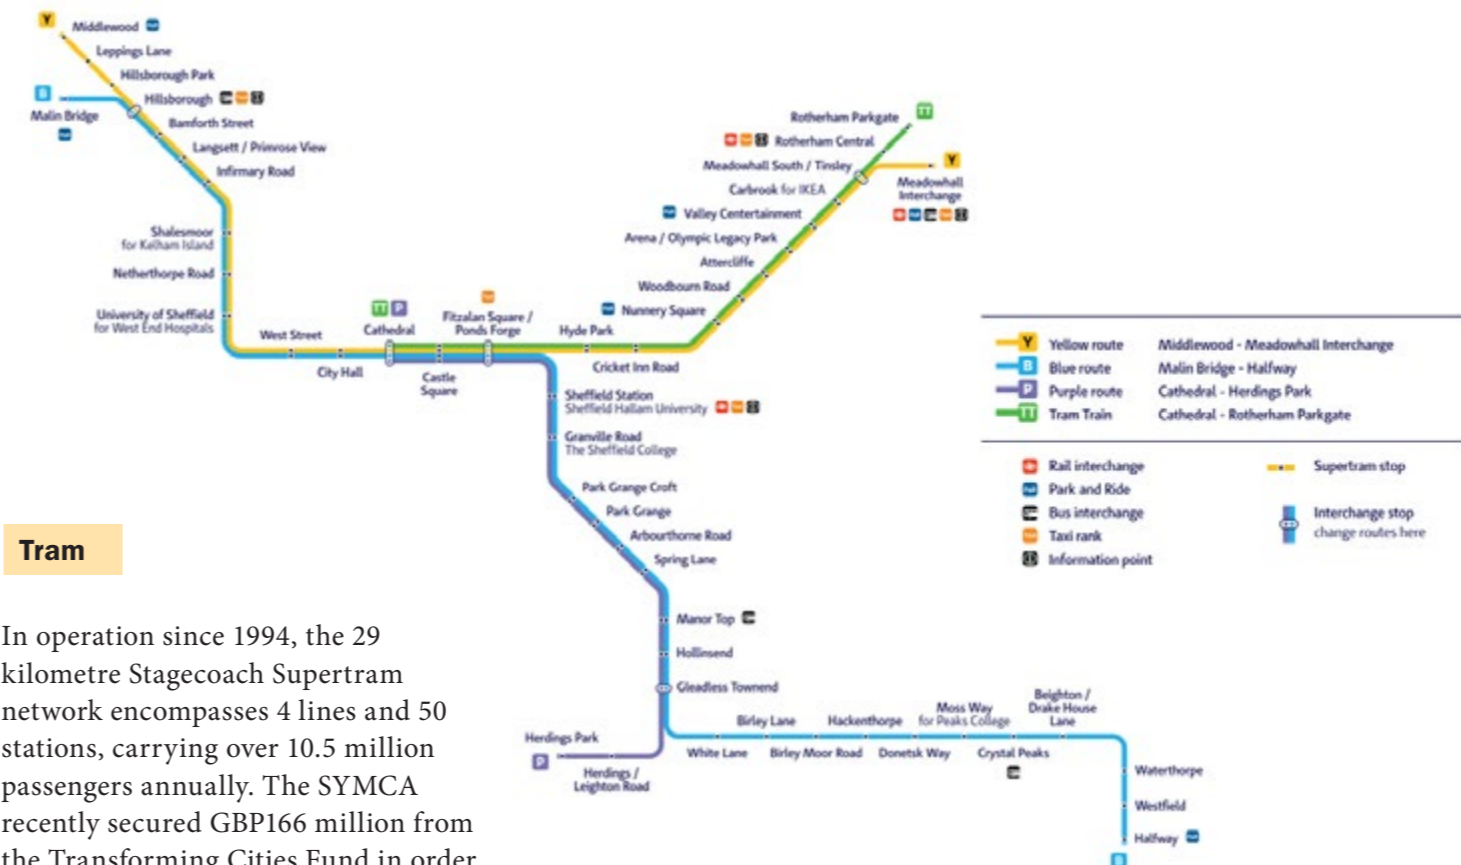 Y
Middlewood
Leppings Lane
Hillsborough Park
B
Hillsborough
Malin Bridge
Bamforth Street
Langsett / Primrose View
Infirmary Road
Shalesmoor
for Kelham Island
Netherthorpe Road
University of Sheffield
for West End Hospitals
West Street
City Hall
TT P
Cathedral
Castle
Square
Fitzalan Square /
Ponds Forge
Hyde Park
Cricket Inn Road
Nunnery Square
Woodbourn Road
Attercliffe
Arena / Olympic Legacy Park
Valley Centertainment
Carbrook for IKEA
Meadowhall South / Tinsley
Rotherham Central
Rotherham Parkgate
TT
Y
Meadowhall
Interchange
Sheffield Station
Sheffield Hallam University
Granville Road
The Sheffield College
Park Grange Croft
Park Grange
Arbourthorne Road
Spring Lane
Manor Top
Hollinsend
Gleadless Townend
Herdings Park
P
Herdings /
Leighton Road
White Lane
Birley Lane
Birley Moor Road
Hackenthorpe
Donetsk Way
Moss Way
for Peaks College
Crystal Peaks
Beighton /
Drake House
Lane
Waterthorpe
Westfield
Halfway
B
Y Yellow route Middlewood - Meadowhall Interchange
B Blue route Malin Bridge - Halfway
P Purple route Cathedral - Herdings Park
TT Tram Train Cathedral - Rotherham Parkgate
Rail interchange
Park and Ride
Bus interchange
Taxi rank
Information point
Supertram stop
Interchange stop
change routes here
Tram
In operation since 1994, the 29
kilometre Stagecoach Supertram
network encompasses 4 lines and 50
stations, carrying over 10.5 million
passengers annually. The SYMCA
recently secured GBP166 million from
the Transforming Cities Fund in order